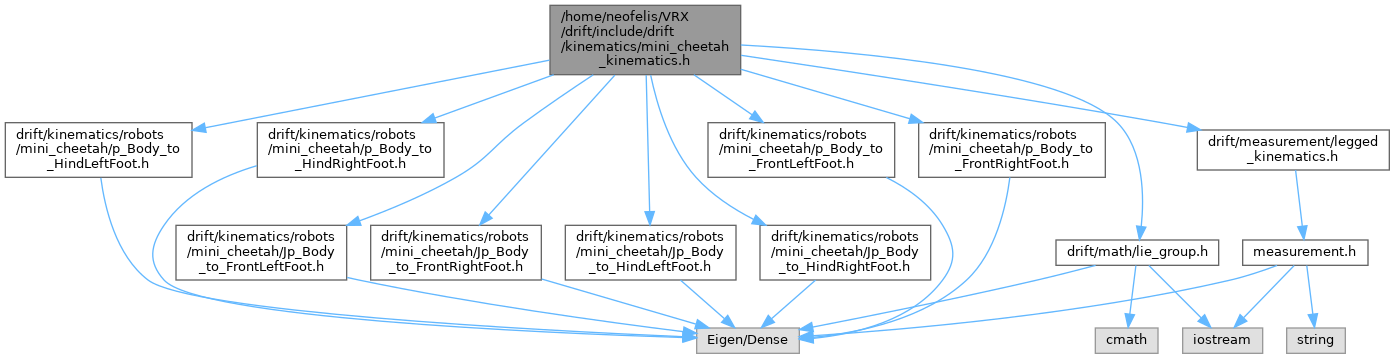 /home/neofelis/VRX
/drift/include/drift
/kinematics/mini_cheetah
_kinematics.h
drift/kinematics/robots
/mini_cheetah/p_Body_to
_HindLeftFoot.h
drift/kinematics/robots
/mini_cheetah/p_Body_to
_HindRightFoot.h
drift/kinematics/robots
/mini_cheetah/p_Body_to
_FrontLeftFoot.h
drift/kinematics/robots
/mini_cheetah/p_Body_to
_FrontRightFoot.h
drift/measurement/legged
_kinematics.h
drift/kinematics/robots
/mini_cheetah/Jp_Body
_to_FrontLeftFoot.h
drift/kinematics/robots
/mini_cheetah/Jp_Body
_to_FrontRightFoot.h
drift/kinematics/robots
/mini_cheetah/Jp_Body
_to_HindLeftFoot.h
drift/kinematics/robots
/mini_cheetah/Jp_Body
_to_HindRightFoot.h
drift/math/lie_group.h
measurement.h
Eigen/Dense
cmath
iostream
string